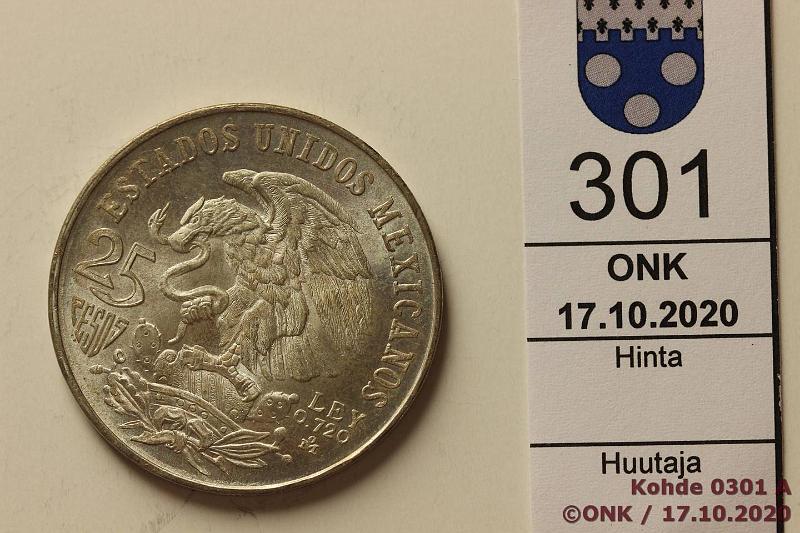 ESTADOS UNIDOS MEXICANOS
25
PESOS
LEY
0.720
301
ONK
17.10.2020
Hinta
Huutaja
Kohde 0301 A
©ONK / 17.10.2020